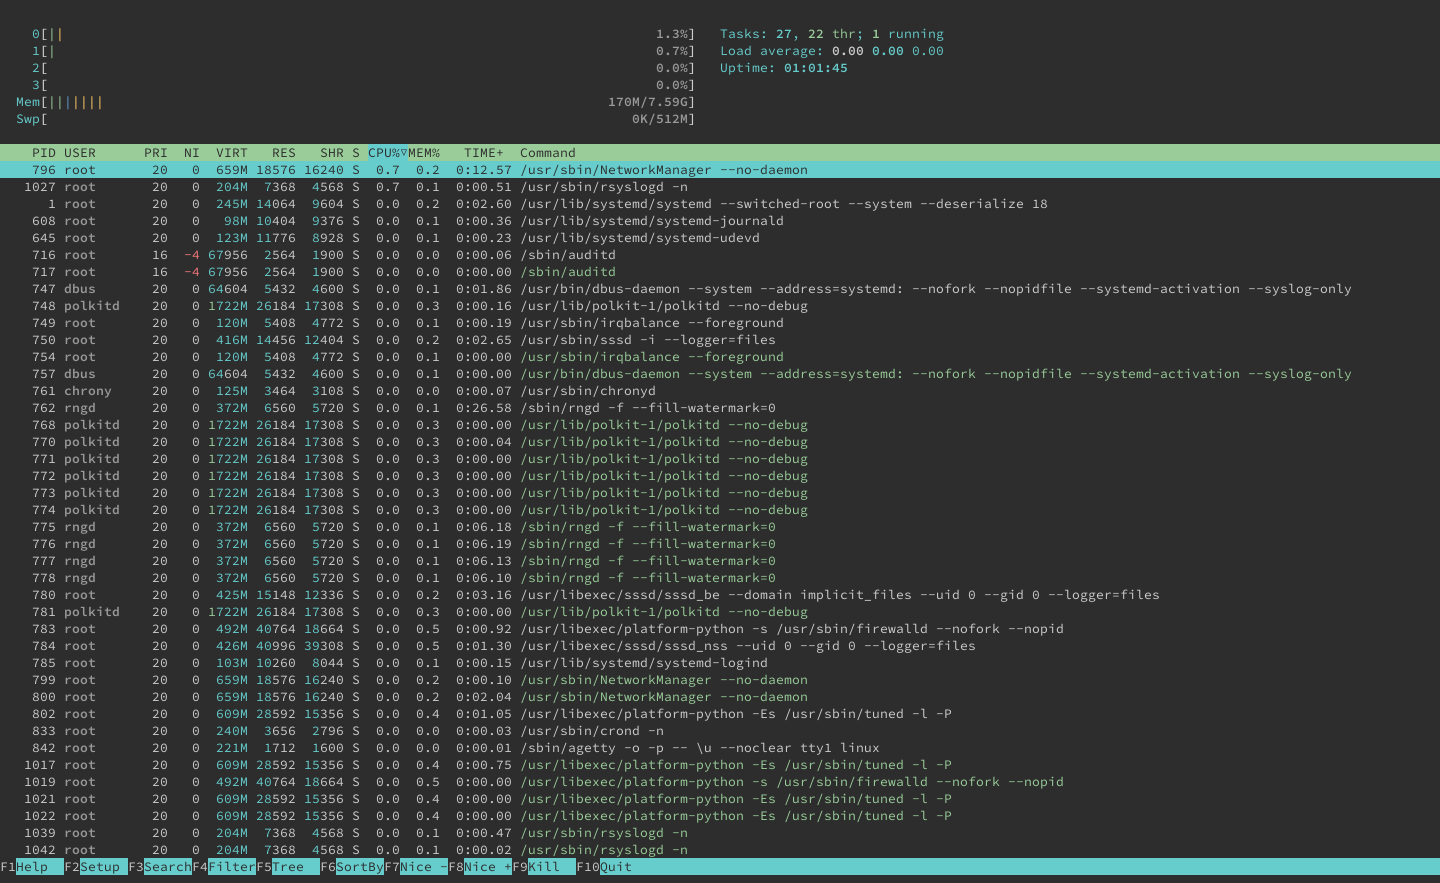 0[|| 1.3%] Tasks: 27, 22 thr; 1 running
1[| 0.7%] Load average: 0.00 0.00 0.00
2[ 0.0%] Uptime: 01:01:45
3[ 0.0%]
Mem[||||||| 170M/7.59G]
Swp[ 0K/512M]
PID USER PRI NI VIRT RES SHR S CPU%▽MEM% TIME+ Command
796 root 20 0 659M 18576 16240 S 0.7 0.2 0:12.57 /usr/sbin/NetworkManager --no-daemon
1027 root 20 0 204M 7368 4568 S 0.7 0.1 0:00.51 /usr/sbin/rsyslogd -n
1 root 20 0 245M 14064 9604 S 0.0 0.2 0:02.60 /usr/lib/systemd/systemd --switched-root --system --deserialize 18
608 root 20 0 98M 10404 9376 S 0.0 0.1 0:00.36 /usr/lib/systemd/systemd-journald
645 root 20 0 123M 11776 8928 S 0.0 0.1 0:00.23 /usr/lib/systemd/systemd-udevd
716 root 16 -4 67956 2564 1900 S 0.0 0.0 0:00.06 /sbin/auditd
717 root 16 -4 67956 2564 1900 S 0.0 0.0 0:00.00 /sbin/auditd
747 dbus 20 0 64604 5432 4600 S 0.0 0.1 0:01.86 /usr/bin/dbus-daemon --system --address=systemd: --nofork --nopidfile --systemd-activation --syslog-only
748 polkitd 20 0 1722M 26184 17308 S 0.0 0.3 0:00.16 /usr/lib/polkit-1/polkitd --no-debug
749 root 20 0 120M 5408 4772 S 0.0 0.1 0:00.19 /usr/sbin/irqbalance --foreground
750 root 20 0 416M 14456 12404 S 0.0 0.2 0:02.65 /usr/sbin/sssd -i --logger=files
754 root 20 0 120M 5408 4772 S 0.0 0.1 0:00.00 /usr/sbin/irqbalance --foreground
757 dbus 20 0 64604 5432 4600 S 0.0 0.1 0:00.00 /usr/bin/dbus-daemon --system --address=systemd: --nofork --nopidfile --systemd-activation --syslog-only
761 chrony 20 0 125M 3464 3108 S 0.0 0.0 0:00.07 /usr/sbin/chronyd
762 rngd 20 0 372M 6560 5720 S 0.0 0.1 0:26.58 /sbin/rngd -f --fill-watermark=0
768 polkitd 20 0 1722M 26184 17308 S 0.0 0.3 0:00.00 /usr/lib/polkit-1/polkitd --no-debug
770 polkitd 20 0 1722M 26184 17308 S 0.0 0.3 0:00.04 /usr/lib/polkit-1/polkitd --no-debug
771 polkitd 20 0 1722M 26184 17308 S 0.0 0.3 0:00.00 /usr/lib/polkit-1/polkitd --no-debug
772 polkitd 20 0 1722M 26184 17308 S 0.0 0.3 0:00.00 /usr/lib/polkit-1/polkitd --no-debug
773 polkitd 20 0 1722M 26184 17308 S 0.0 0.3 0:00.00 /usr/lib/polkit-1/polkitd --no-debug
774 polkitd 20 0 1722M 26184 17308 S 0.0 0.3 0:00.00 /usr/lib/polkit-1/polkitd --no-debug
775 rngd 20 0 372M 6560 5720 S 0.0 0.1 0:06.18 /sbin/rngd -f --fill-watermark=0
776 rngd 20 0 372M 6560 5720 S 0.0 0.1 0:06.19 /sbin/rngd -f --fill-watermark=0
777 rngd 20 0 372M 6560 5720 S 0.0 0.1 0:06.13 /sbin/rngd -f --fill-watermark=0
778 rngd 20 0 372M 6560 5720 S 0.0 0.1 0:06.10 /sbin/rngd -f --fill-watermark=0
780 root 20 0 425M 15148 12336 S 0.0 0.2 0:03.16 /usr/libexec/sssd/sssd_be --domain implicit_files --uid 0 --gid 0 --logger=files
781 polkitd 20 0 1722M 26184 17308 S 0.0 0.3 0:00.00 /usr/lib/polkit-1/polkitd --no-debug
783 root 20 0 492M 40764 18664 S 0.0 0.5 0:00.92 /usr/libexec/platform-python -s /usr/sbin/firewalld --nofork --nopid
784 root 20 0 426M 40996 39308 S 0.0 0.5 0:01.30 /usr/libexec/sssd/sssd_nss --uid 0 --gid 0 --logger=files
785 root 20 0 103M 10260 8044 S 0.0 0.1 0:00.15 /usr/lib/systemd/systemd-logind
799 root 20 0 659M 18576 16240 S 0.0 0.2 0:00.10 /usr/sbin/NetworkManager --no-daemon
800 root 20 0 659M 18576 16240 S 0.0 0.2 0:02.04 /usr/sbin/NetworkManager --no-daemon
802 root 20 0 609M 28592 15356 S 0.0 0.4 0:01.05 /usr/libexec/platform-python -Es /usr/sbin/tuned -l -P
833 root 20 0 240M 3656 2796 S 0.0 0.0 0:00.03 /usr/sbin/crond -n
842 root 20 0 221M 1712 1600 S 0.0 0.0 0:00.01 /sbin/agetty -o -p -- \u --noclear tty1 linux
1017 root 20 0 609M 28592 15356 S 0.0 0.4 0:00.75 /usr/libexec/platform-python -Es /usr/sbin/tuned -l -P
1019 root 20 0 492M 40764 18664 S 0.0 0.5 0:00.00 /usr/libexec/platform-python -s /usr/sbin/firewalld --nofork --nopid
1021 root 20 0 609M 28592 15356 S 0.0 0.4 0:00.00 /usr/libexec/platform-python -Es /usr/sbin/tuned -l -P
1022 root 20 0 609M 28592 15356 S 0.0 0.4 0:00.00 /usr/libexec/platform-python -Es /usr/sbin/tuned -l -P
1039 root 20 0 204M 7368 4568 S 0.0 0.1 0:00.47 /usr/sbin/rsyslogd -n
1042 root 20 0 204M 7368 4568 S 0.0 0.1 0:00.02 /usr/sbin/rsyslogd -n
F1Help F2Setup F3SearchF4FilterF5Tree F6SortByF7Nice -F8Nice +F9Kill F10Quit